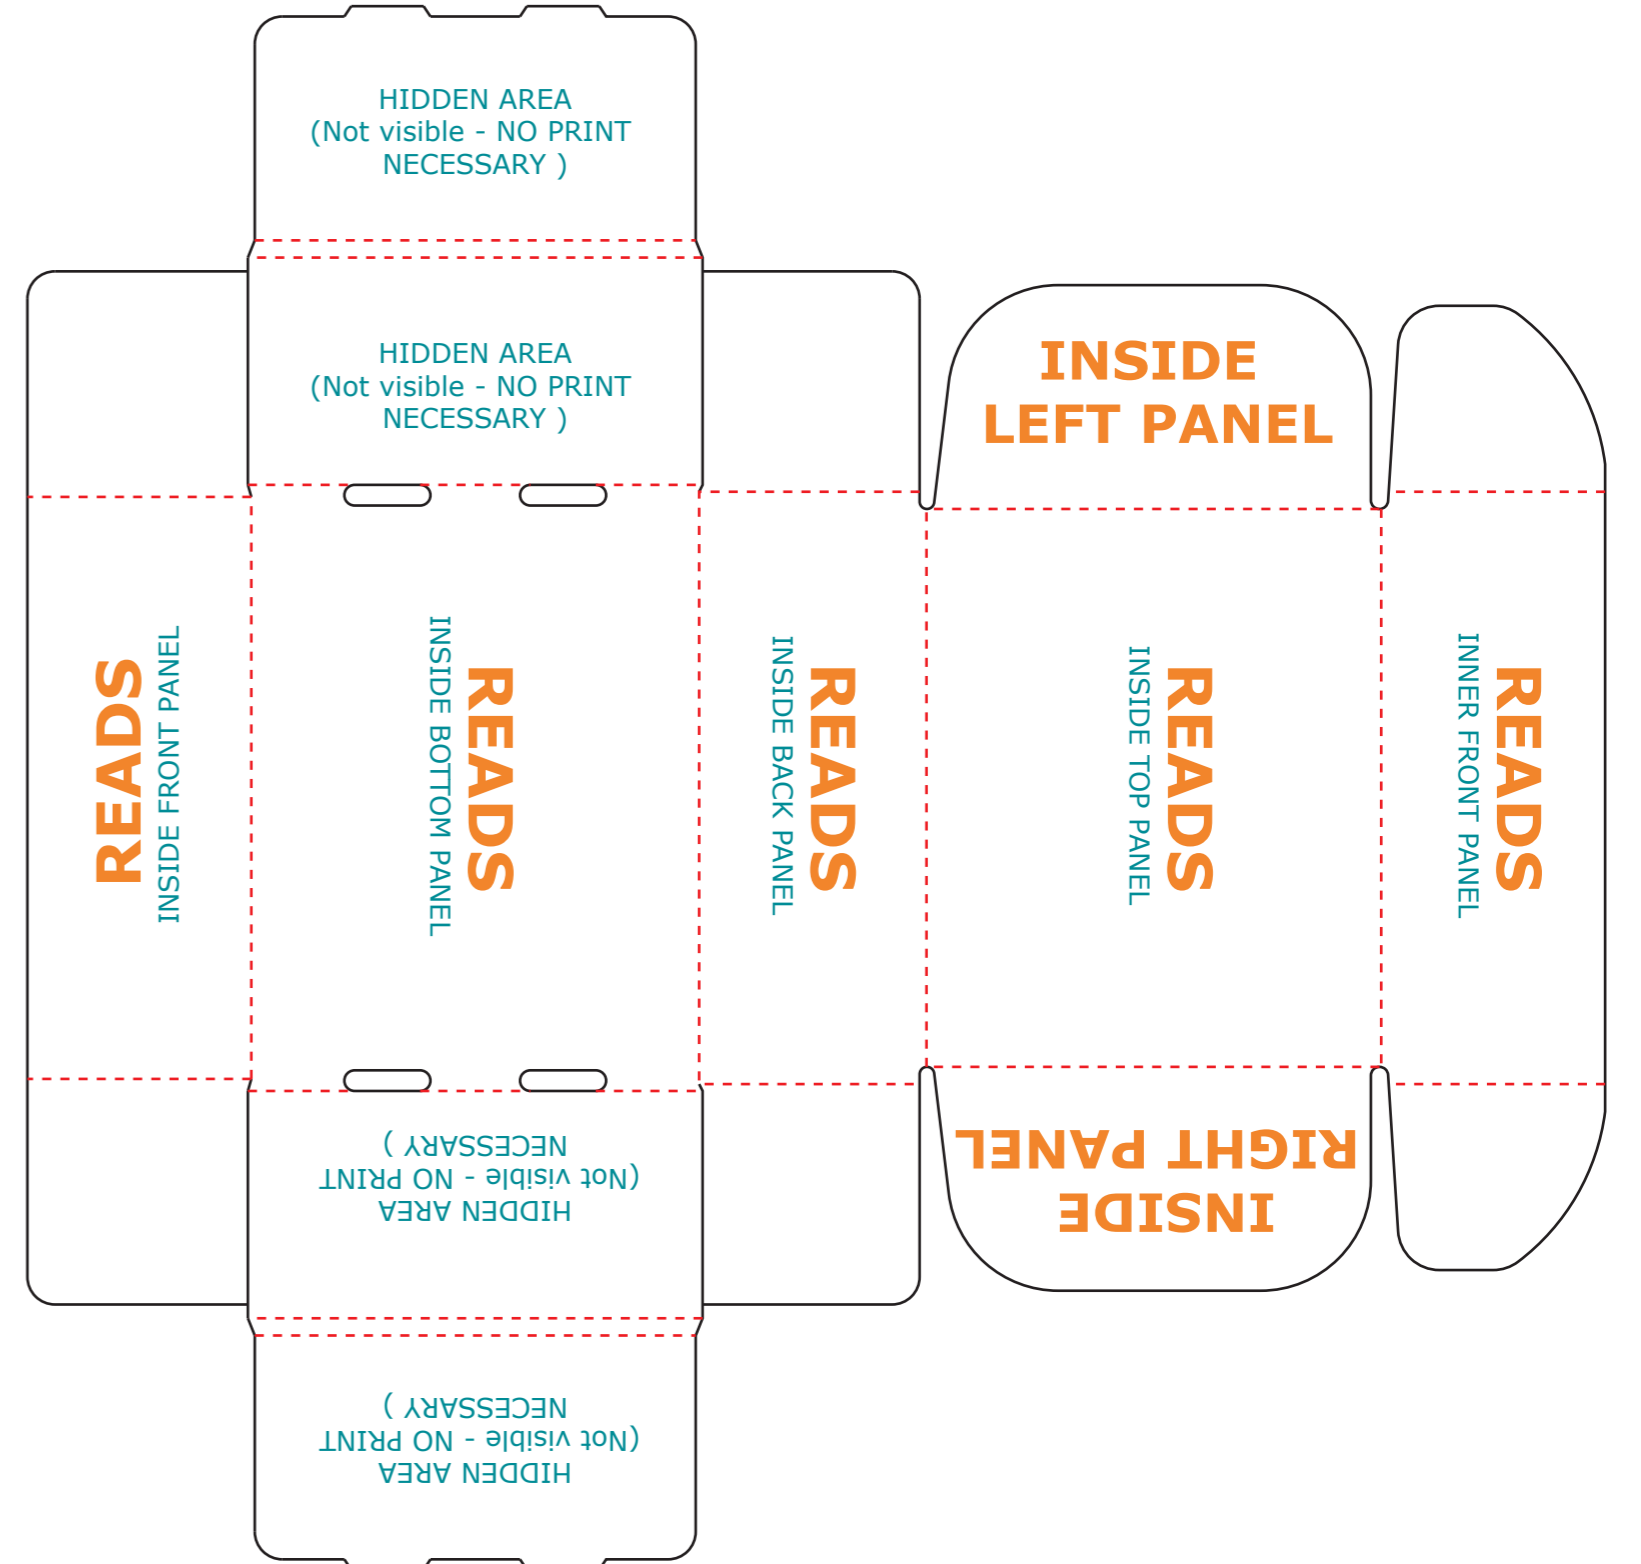 HIDDEN AREA
(Not visible - NO PRINT
NECESSARY )
HIDDEN AREA
(Not visible - NO PRINT
NECESSARY )
INSIDE
LEFT PANEL
READS
INSIDE FRONT PANEL
READS
INSIDE BOTTOM PANEL
READS
INSIDE BACK PANEL
READS
INSIDE TOP PANEL
READS
INNER FRONT PANEL
INSIDE
RIGHT PANEL
HIDDEN AREA
(Not visible - NO PRINT
NECESSARY )
HIDDEN AREA
(Not visible - NO PRINT
NECESSARY )